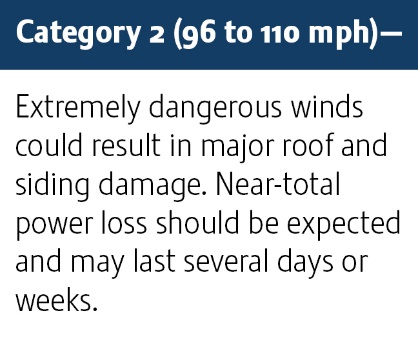 Category 2 (96 to 110 mph)—
Extremely dangerous winds
could result in major roof and
siding damage. Near-total
power loss should be expected
and may last several days or
weeks.